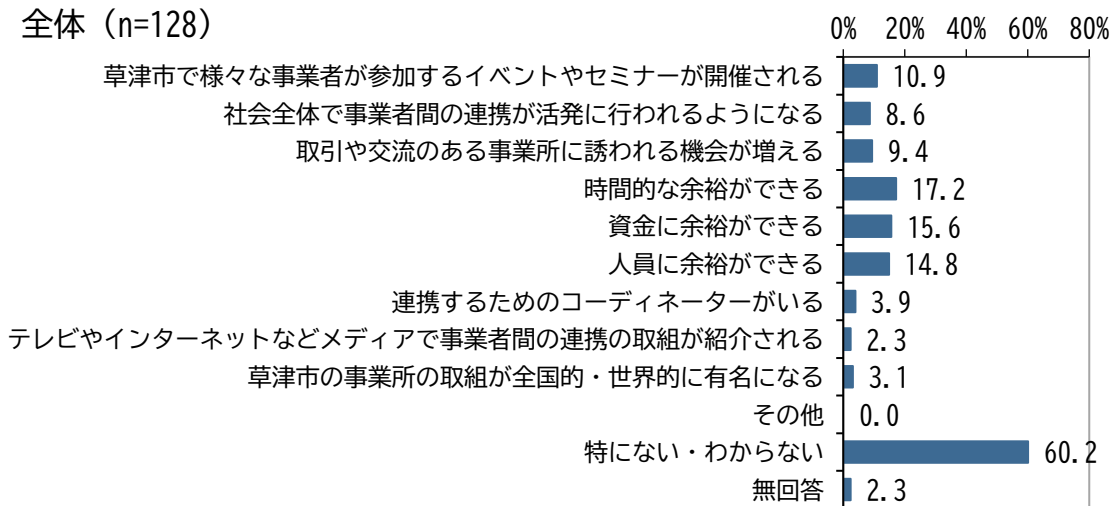 全体（n=128）
0% 20% 40% 60% 80%
草津市で様々な事業者が参加するイベントやセミナーが開催される 10.9
社会全体で事業者間の連携が活発に行われるようになる 8.6
取引や交流のある事業所に誘われる機会が増える 9.4
時間的な余裕ができる 17.2
資金に余裕ができる 15.6
人員に余裕ができる 14.8
連携するためのコーディネーターがいる 3.9
テレビやインターネットなどメディアで事業者間の連携の取組が紹介される 2.3
草津市の事業所の取組が全国的・世界的に有名になる 3.1
その他 0.0
特にない・わからない 60.2
無回答 2.3